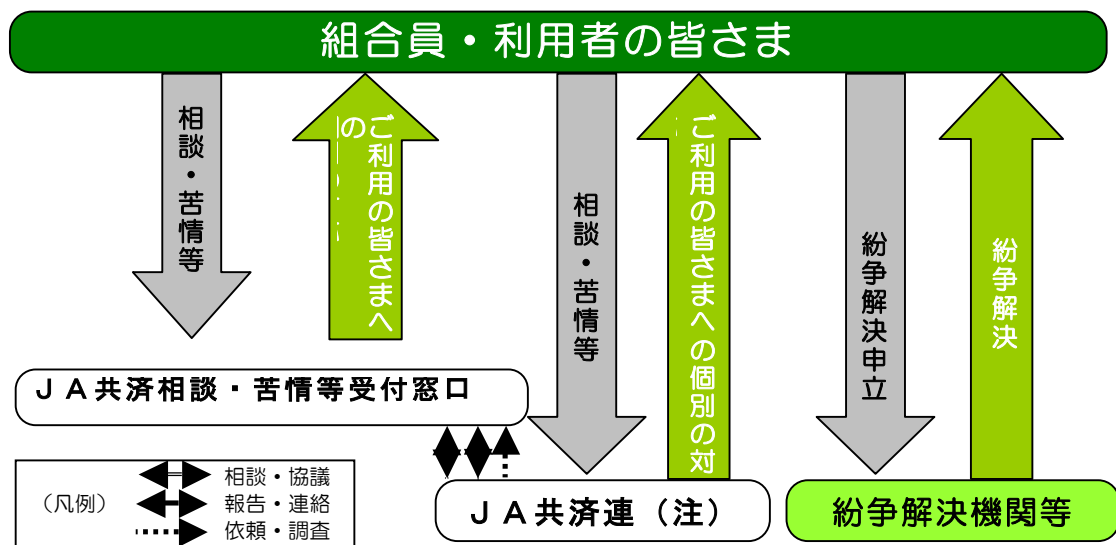 組合員・利用者の皆さま
相談・苦情等
ご利用の皆さまへ
の
相談・苦情等
ご利用の皆さまへ の個別の対
紛争解決申立
紛争解決
JA共済相談・苦情等受付窓口
(凡例)
相談・協議
報告・連絡
依頼・調査
JA共済連(注)
紛争解決機関等